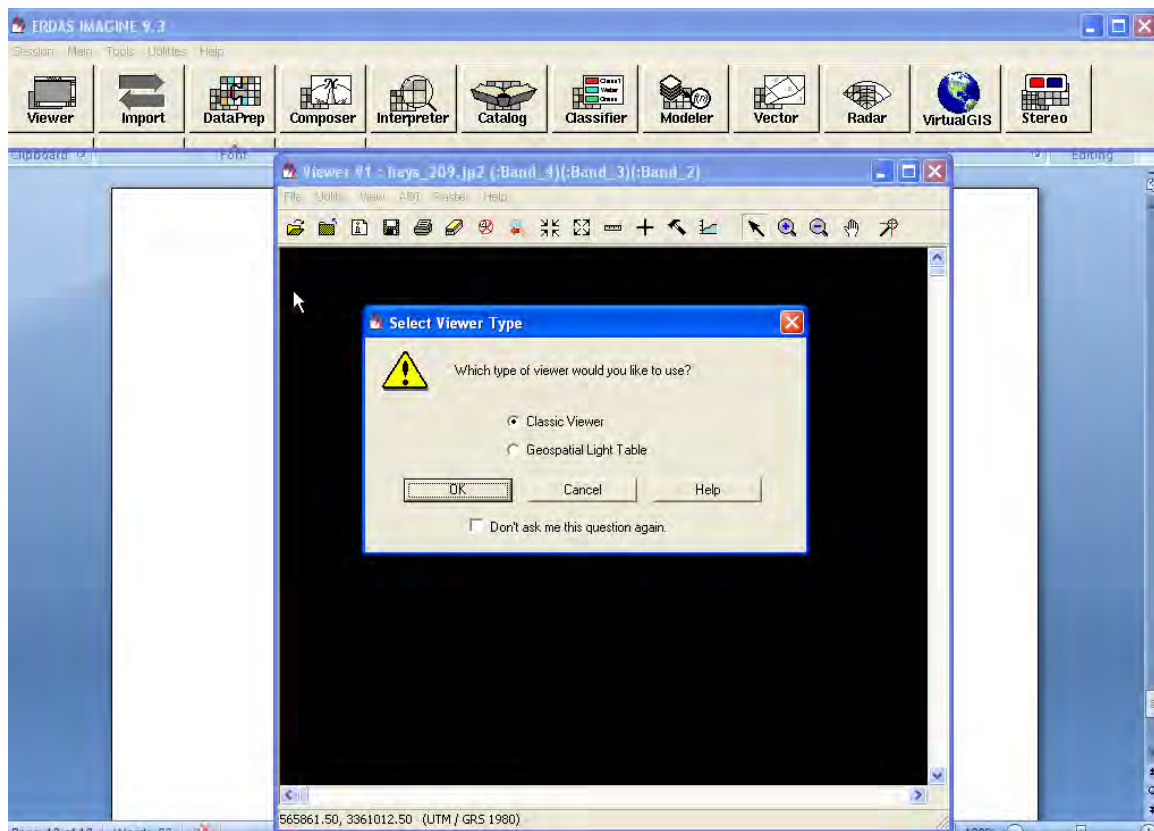 ERDAS IMAGINE 9.3
Session Main Tools Utilities Help
Viewer Import DataPrep Composer Interpreter Catalog Classifier Modeler Vector Radar VirtualGIS Stereo
Clipboard Font Editing
Viewer #1 : hays_209.jp2 (:Band_4)(:Band_3)(:Band_2)
File Utility View AOI Raster Help
Select Viewer Type
Which type of viewer would you like to use?
Classic Viewer
Geospatial Light Table
OK Cancel Help
Don't ask me this question again.
565861.50, 3361012.50 (UTM / GRS 1980)